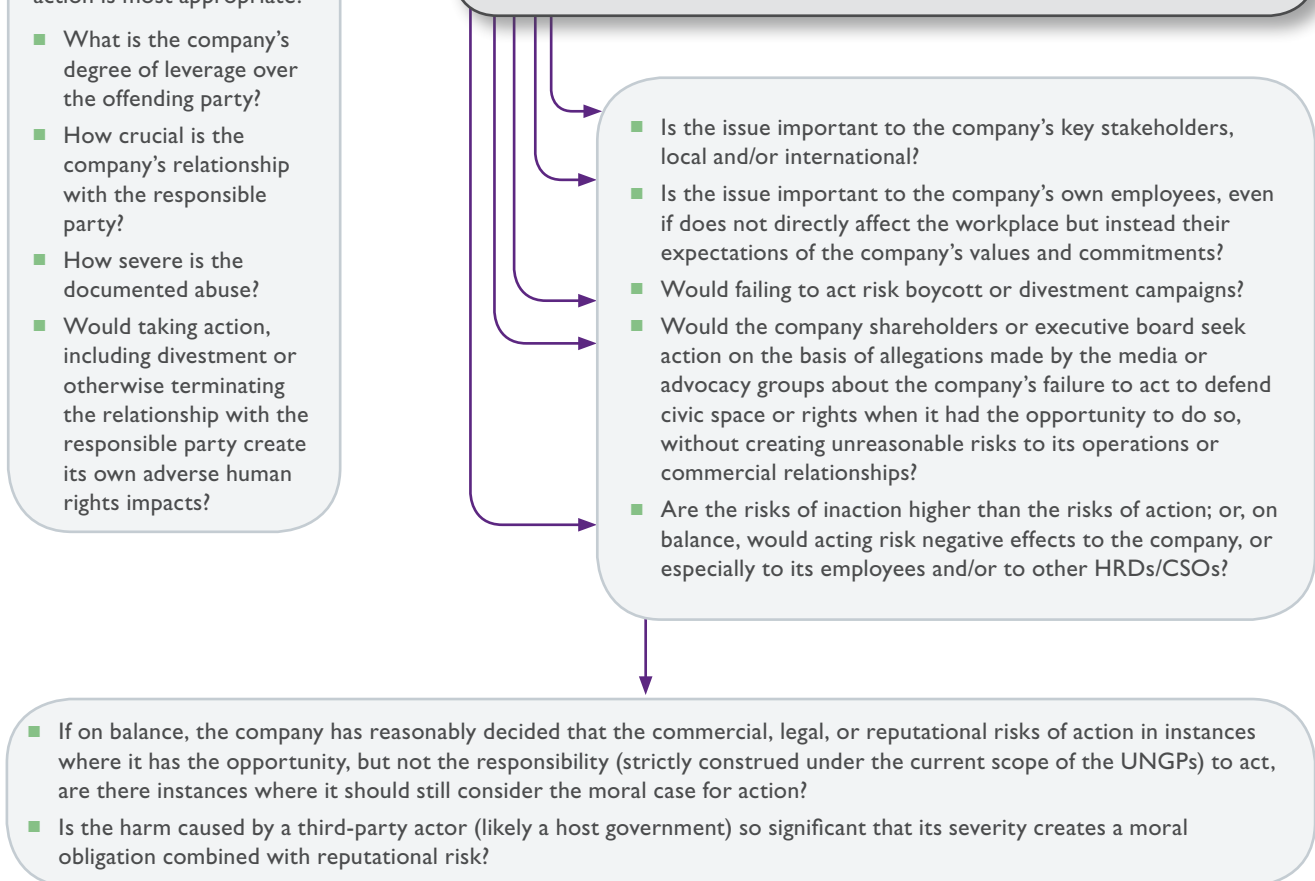 action is most appropriate?
■ What is the company’s
degree of leverage over
the offending party?
■ How crucial is the
company’s relationship
with the responsible
party?
■ How severe is the
documented abuse?
■ Would taking action,
including divestment or
otherwise terminating
the relationship with the
responsible party create
its own adverse human
rights impacts?
■ Is the issue important to the company’s key stakeholders,
local and/or international?
■ Is the issue important to the company’s own employees, even
if does not directly affect the workplace but instead their
expectations of the company’s values and commitments?
■ Would failing to act risk boycott or divestment campaigns?
■ Would the company shareholders or executive board seek
action on the basis of allegations made by the media or
advocacy groups about the company’s failure to act to defend
civic space or rights when it had the opportunity to do so,
without creating unreasonable risks to its operations or
commercial relationships?
■ Are the risks of inaction higher than the risks of action; or, on
balance, would acting risk negative effects to the company, or
especially to its employees and/or to other HRDs/CSOs?
■ If on balance, the company has reasonably decided that the commercial, legal, or reputational risks of action in instances
where it has the opportunity, but not the responsibility (strictly construed under the current scope of the UNGPs) to act,
are there instances where it should still consider the moral case for action?
■ Is the harm caused by a third-party actor (likely a host government) so significant that its severity creates a moral
obligation combined with reputational risk?